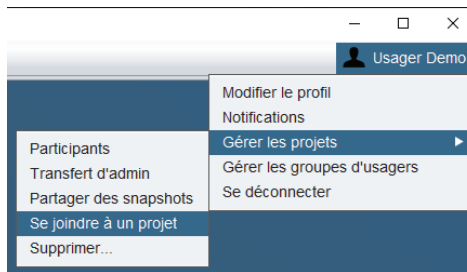 Usager Demo
Modifier le profil
Notifications
Gérer les projets
Gérer les groupes d'usagers
Se déconnecter
Participants
Transfert d'admin
Partager des snapshots
Se joindre à un projet
Supprimer...